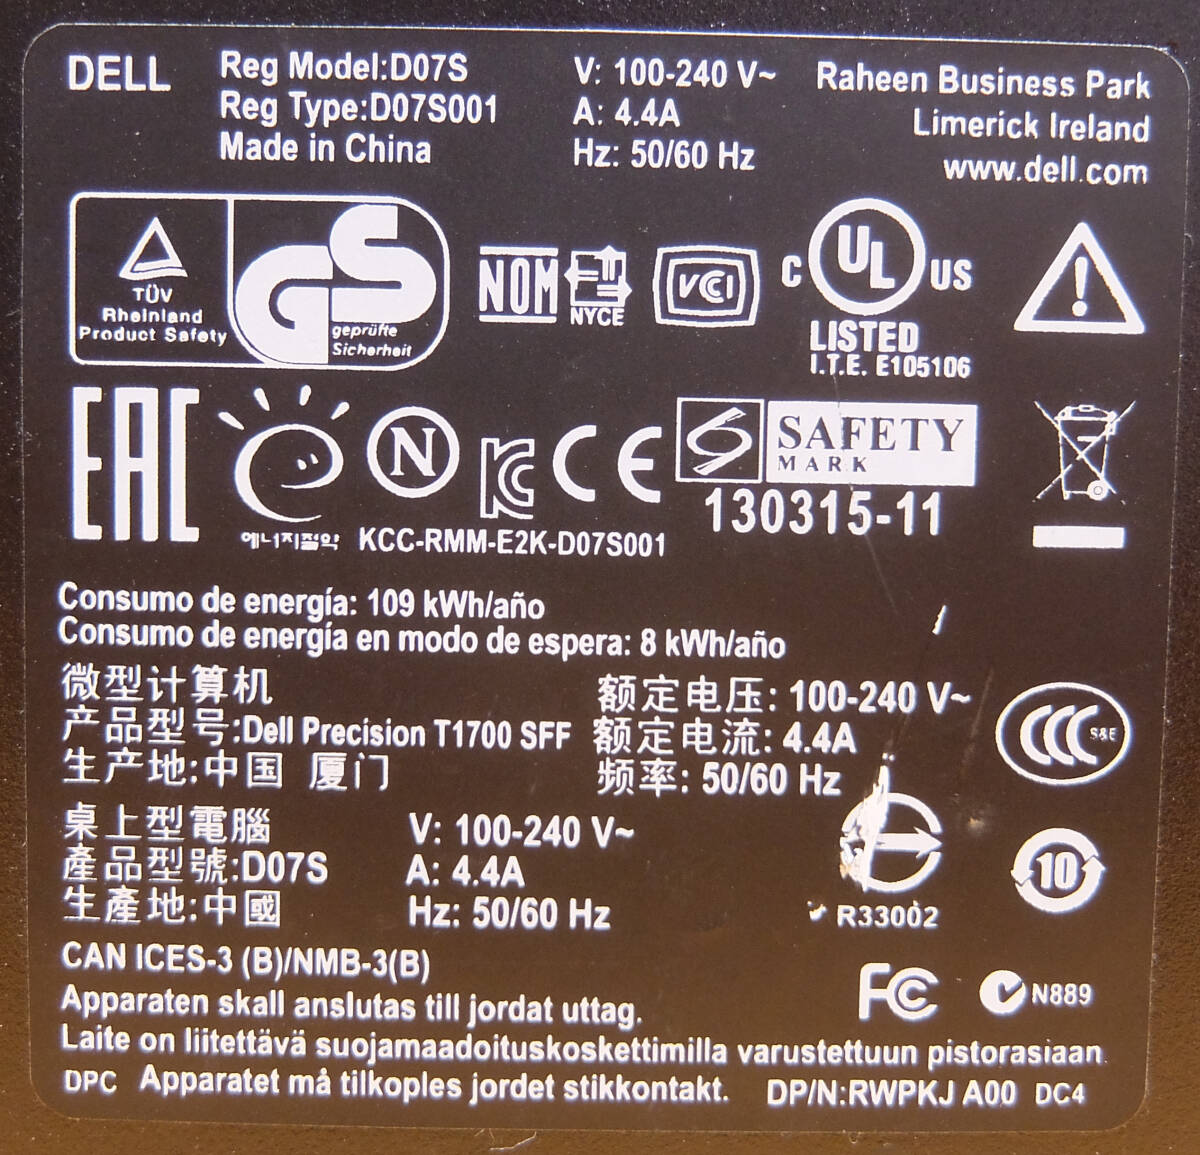 DELL
Reg Model:D07S
Reg Type:D07S001
Made in China
V: 100-240 V~
A: 4.4A
Hz: 50/60 Hz
Raheen Business Park
Limerick Ireland
www.dell.com
TÜV
Rheinland
Product Safety
GS
geprüfte
Sicherheit
NOM
NYCE
VCCI
C UL US
LISTED
I.T.E. E105106
EAC
에너지절약
N
KC
KCC-RMM-E2K-D07S001
CE
SAFETY
MARK
130315-11
Consumo de energía: 109 kWh/año
Consumo de energía en modo de espera: 8 kWh/año
微型计算机
产品型号:Dell Precision T1700 SFF
生产地:中国 厦门
额定电压: 100-240 V~
额定电流: 4.4A
频率: 50/60 Hz
CCC S&E
桌上型電腦
產品型號:D07S
生產地:中國
V: 100-240 V~
A: 4.4A
Hz: 50/60 Hz
R33002
10
CAN ICES-3 (B)/NMB-3(B)
FC
N889
Apparaten skall anslutas till jordat uttag.
Laite on liitettävä suojamaadoituskoskettimilla varustettuun pistorasiaan.
DPC Apparatet må tilkoples jordet stikkontakt. DP/N:RWPKJ A00 DC4